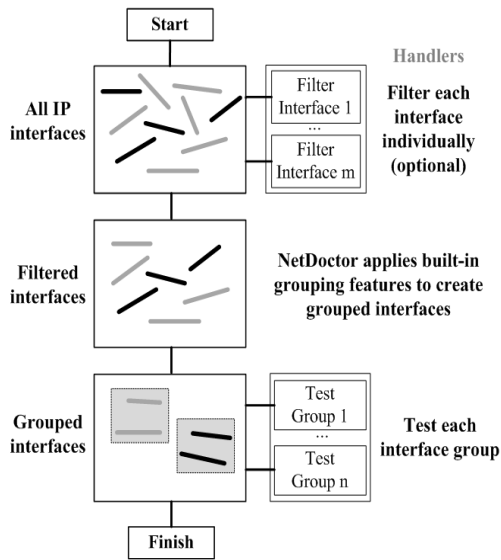 Start
Handlers
All IP
interfaces
Filter
Interface 1
...
Filter
Interface m
Filter each
interface
individually
(optional)
Filtered
interfaces
NetDoctor applies built-in
grouping features to create
grouped interfaces
Grouped
interfaces
Test
Group 1
...
Test
Group n
Test each
interface group
Finish